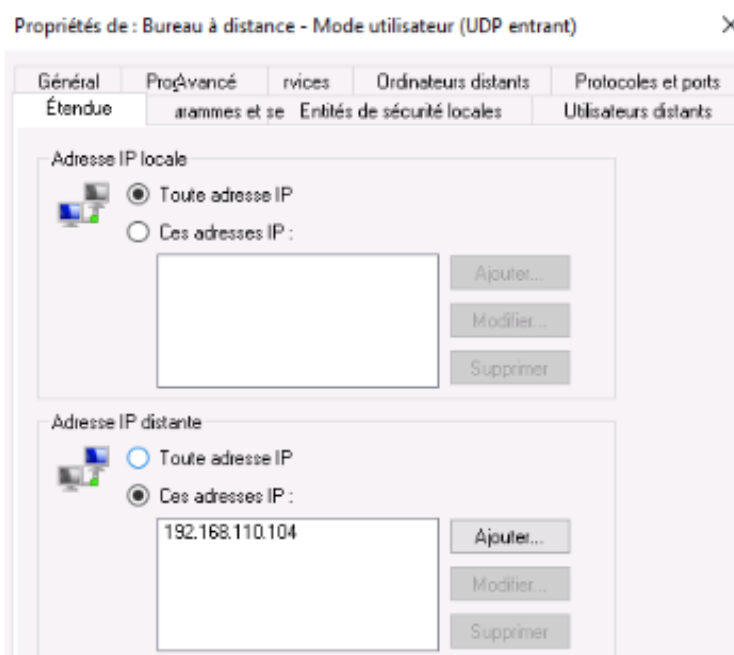 Propriétés de : Bureau à distance - Mode utilisateur (UDP entrant)
Général ProAvancé rvices Ordinateurs distants Protocoles et ports
Étendue rammes et se Entités de sécurité locales Utilisateurs distants
Adresse IP locale
Toute adresse IP
Ces adresses IP :
Ajouter...
Modifier...
Supprimer
Adresse IP distante
Toute adresse IP
Ces adresses IP :
192.168.110.104
Ajouter...
Modifier...
Supprimer